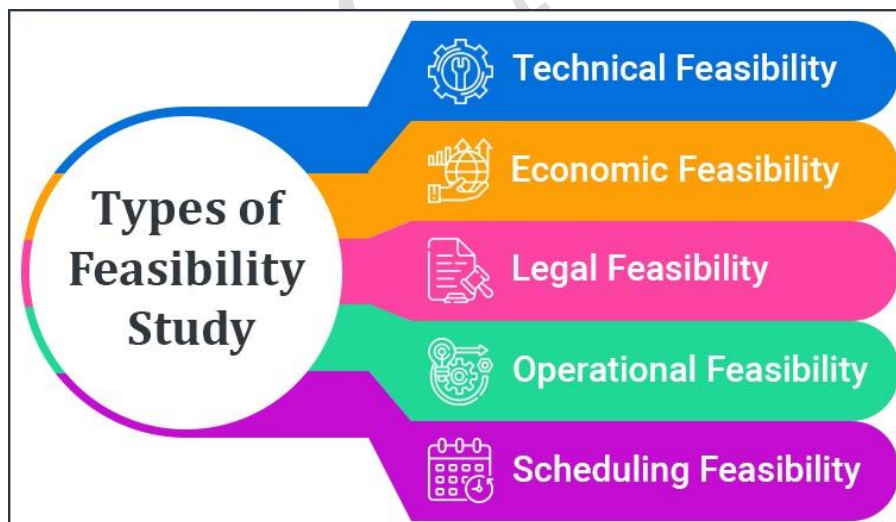 Types of
Feasibility
Study
Technical Feasibility
Economic Feasibility
Legal Feasibility
Operational Feasibility
Scheduling Feasibility